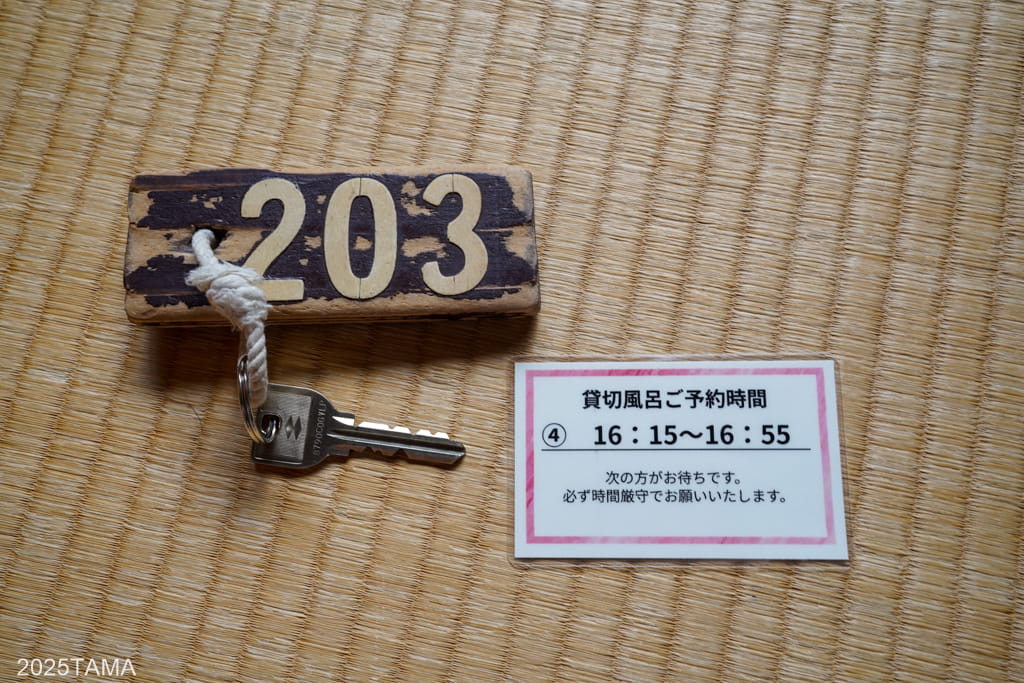 203
貸切風呂ご予約時間
④ 16：15～16：55
次の方がお待ちです。
必ず時間厳守でお願いいたします。
2025TAMA